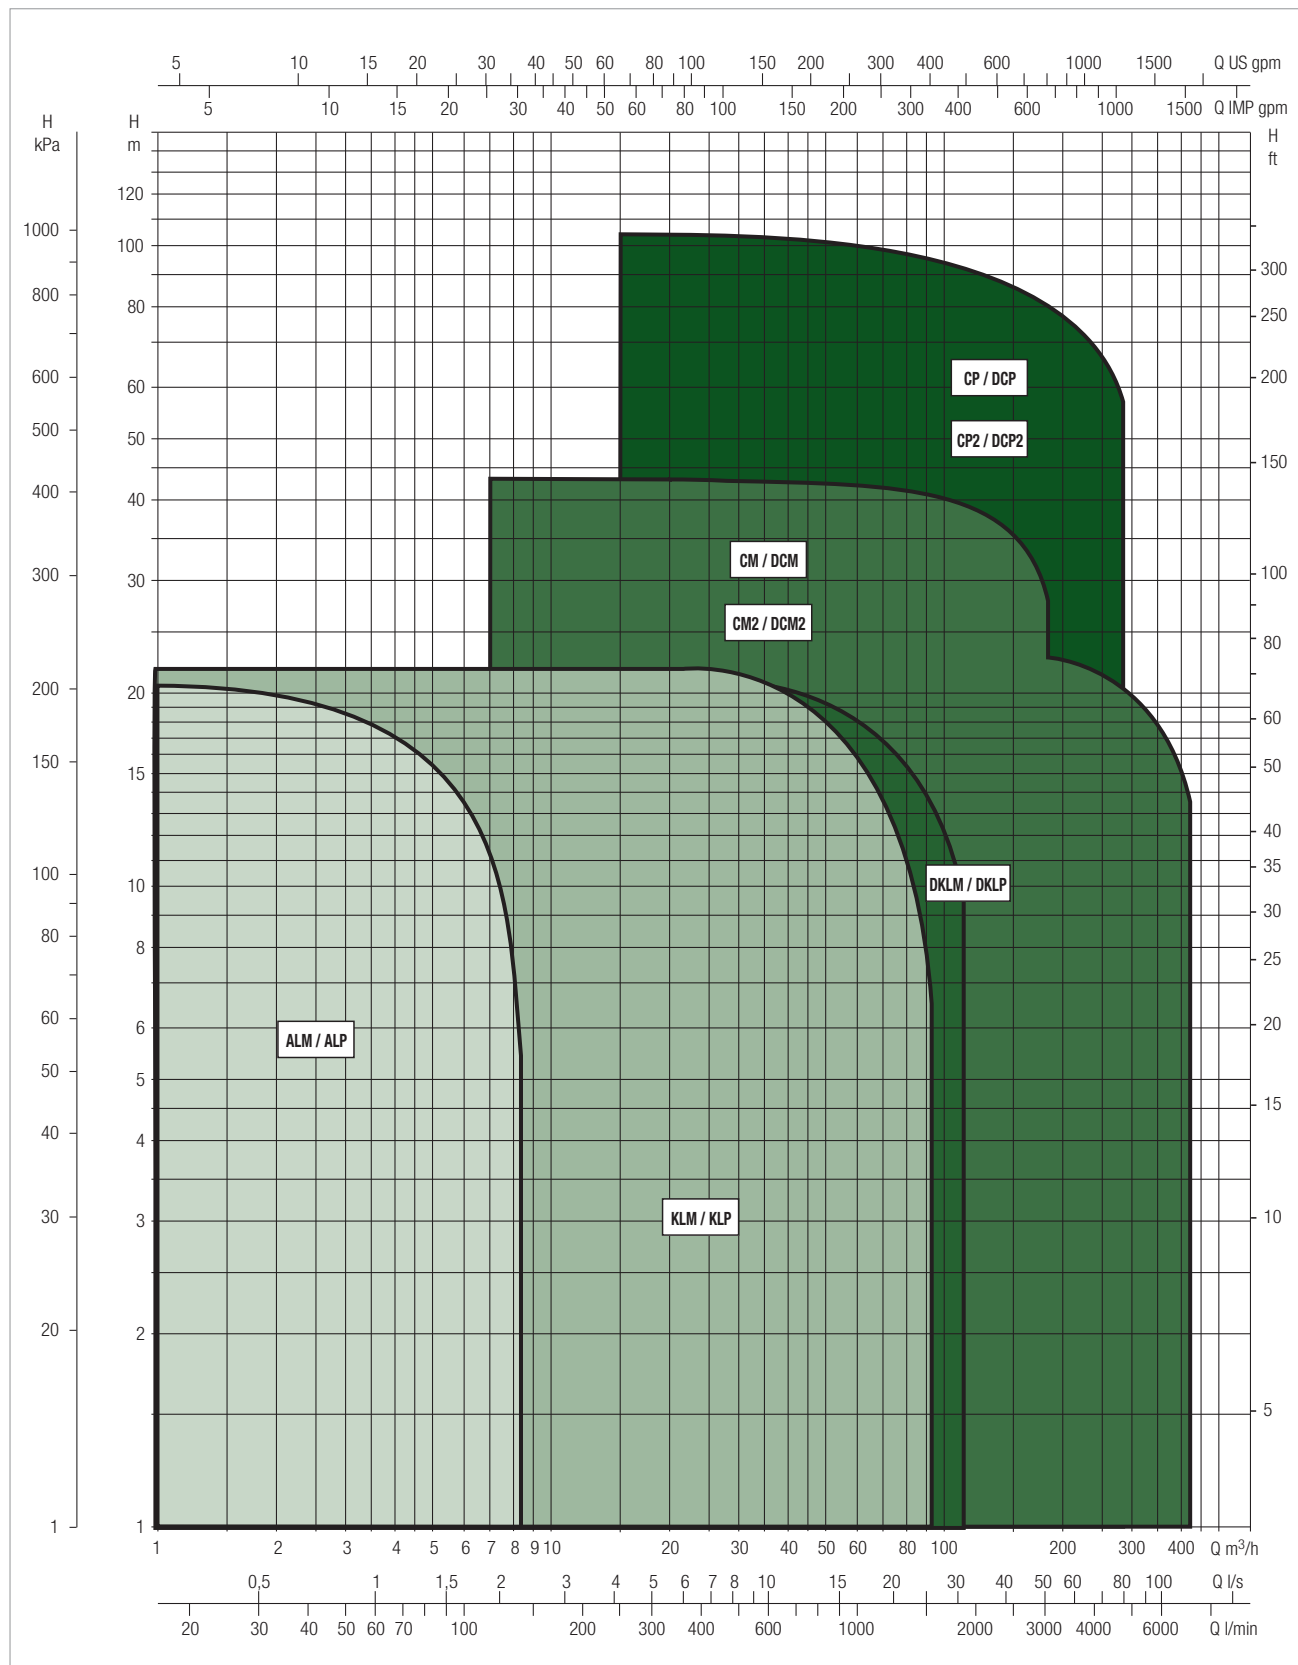 5 10 15 20 30 40 50 60 80 100 150 200 300 400 600 1000 1500 Q US gpm
5 10 15 20 30 40 50 60 80 100 150 200 300 400 600 1000 1500 Q IMP gpm
H H H
kPa m ft
120
1000 100
300
800 80
250
600 60 CP / DCP 200
500 50 CP2 / DCP2
150
400 40
CM / DCM
300 30 100
CM2 / DCM2
80
200 20
60
150 15 50
40
100 10 DKLM / DKLP 35
30
80 8
25
60 6 20
ALM / ALP
50 5
15
40 4
30 3 KLM / KLP 10
20 2
5
1 1
1 2 3 4 5 6 7 8 9 10 20 30 40 50 60 80 100 200 300 400 Q m³/h
0,5 1 1,5 2 3 4 5 6 7 8 10 15 20 30 40 50 60 80 100 Q l/s
20 30 40 50 60 70 100 200 300 400 600 1000 2000 3000 4000 6000 Q l/min